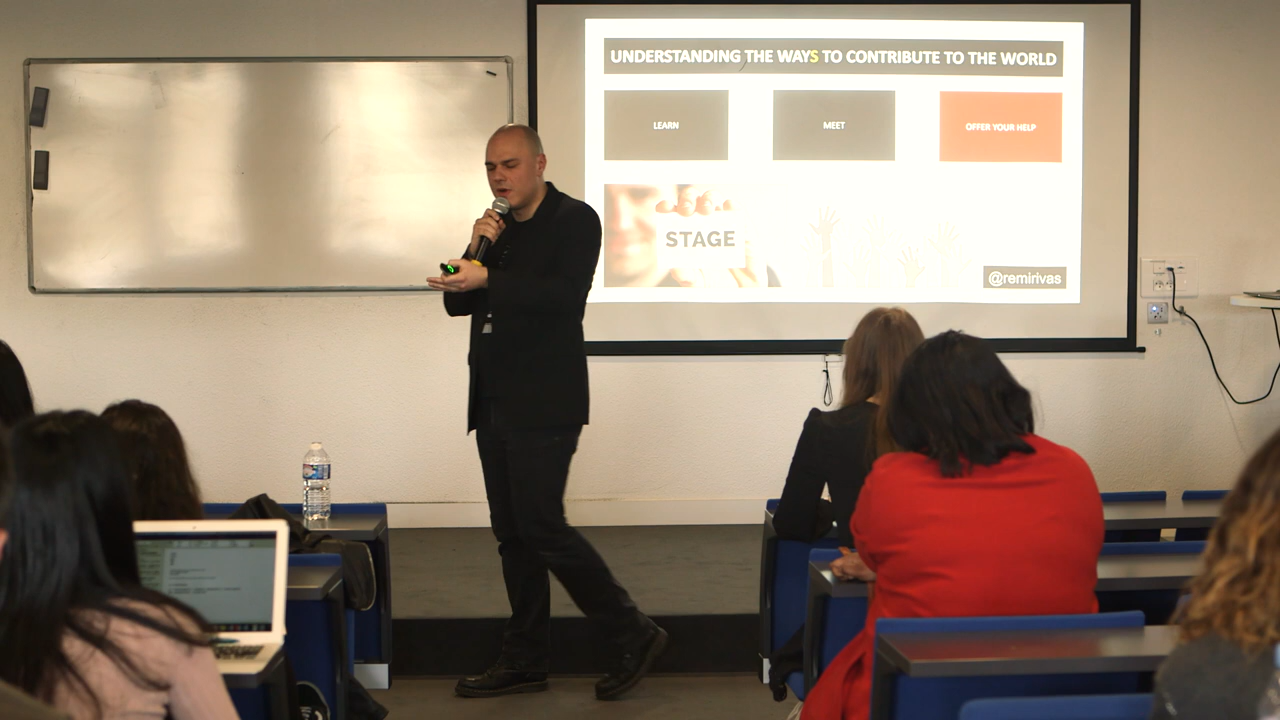 UNDERSTANDING THE WAYS TO CONTRIBUTE TO THE WORLD
LEARN
MEET
OFFER YOUR HELP
STAGE
@remirivas